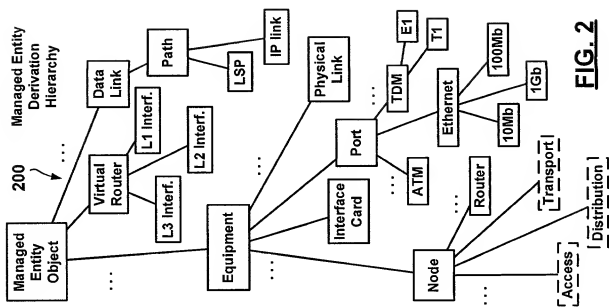 200
Managed Entity
Derivation
Hierarchy
Managed
Entity
Object
Data
Link
Path
LSP
IP link
Virtual
Router
L1 Interf.
L2 Interf.
L3 Interf.
...
Equipment
Physical Link
...
Interface
Card
Port
...
TDM
E1
T1
ATM
...
Ethernet
10Mb
1Gb
100Mb
...
...
Node
Router
...
Transport
Distribution
Access
...
FIG. 2